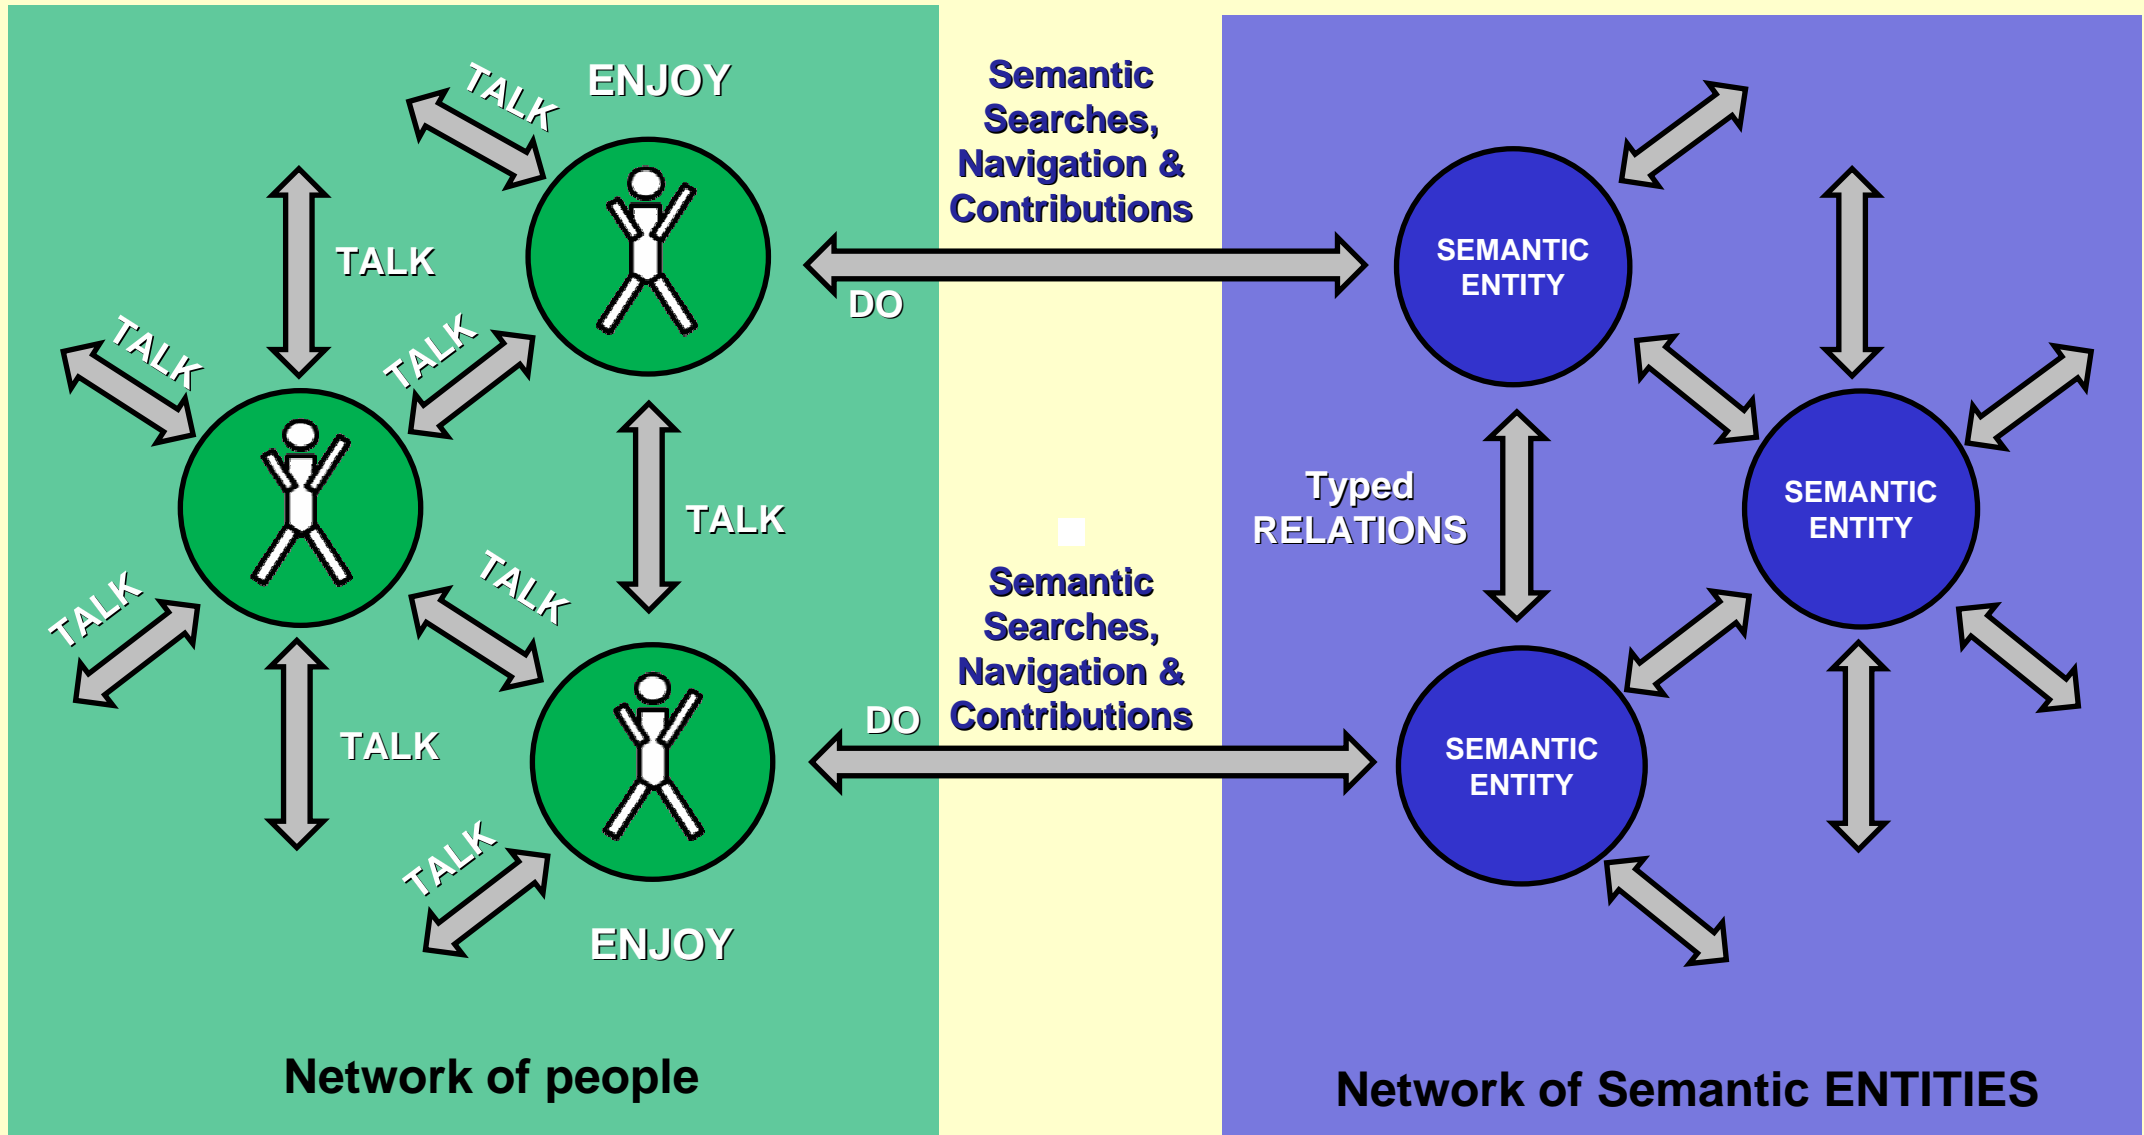 TALK
ENJOY
TALK
TALK
TALK
TALK
TALK
TALK
TALK
TALK
ENJOY
Network of people
Semantic
Searches,
Navigation &
Contributions
DO
Semantic
Searches,
Navigation &
Contributions
DO
SEMANTIC
ENTITY
Typed
RELATIONS
SEMANTIC
ENTITY
SEMANTIC
ENTITY
Network of Semantic ENTITIES